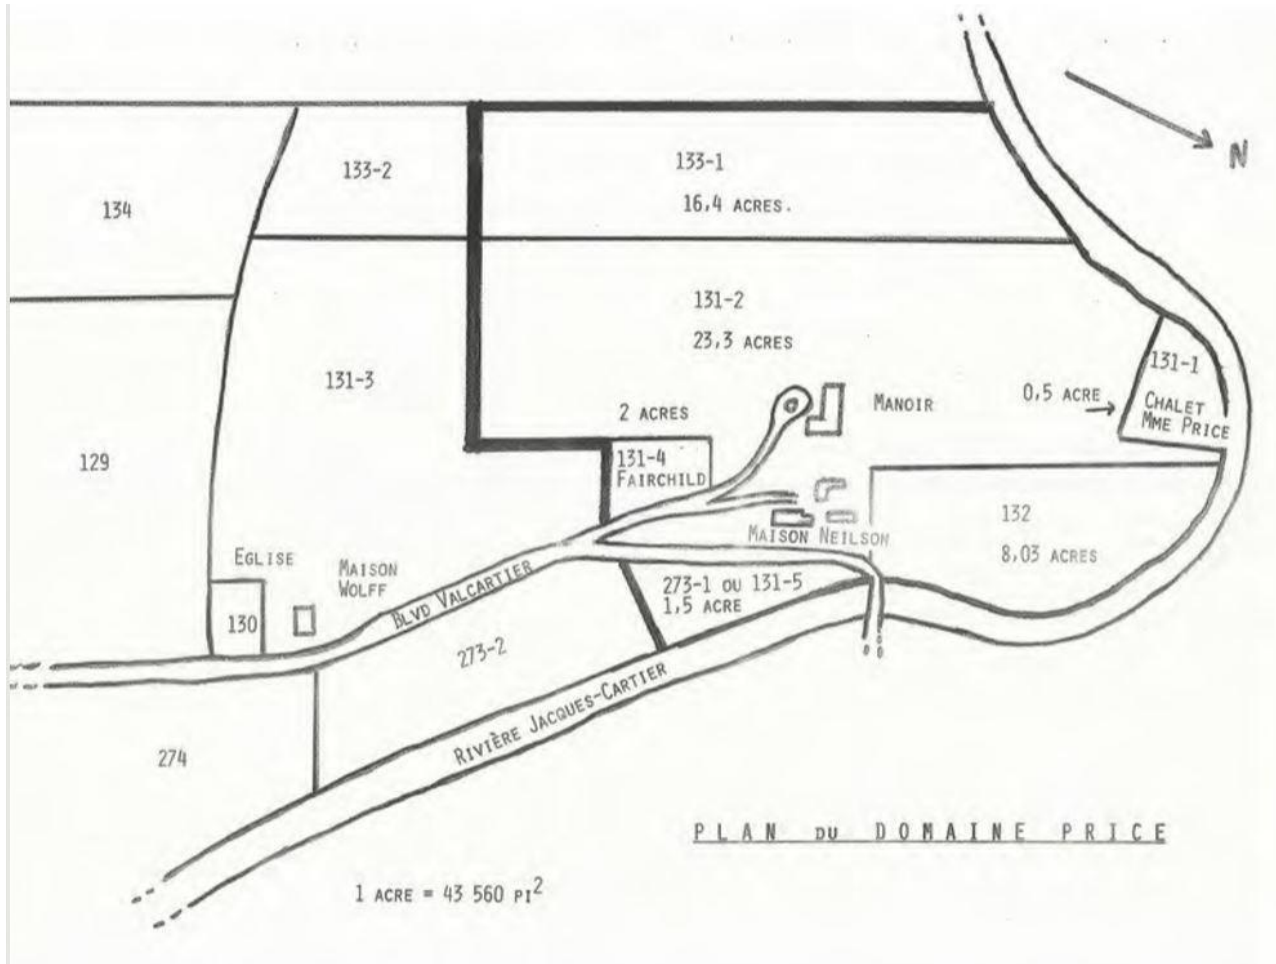 N
133-2
133-1
134
16,4 ACRES.
131-2
23,3 ACRES
131-1
131-3
0,5 ACRE
CHALET
MME PRICE
MANOIR
2 ACRES
129
131-4
FAIRCHILD
132
MAISON NEILSON
8,03 ACRES
EGLISE
MAISON
WOLFF
BLVD VALCARTIER
273-1 OU 131-5
1,5 ACRE
130
273-2
RIVIÈRE JACQUES-CARTIER
274
PLAN DU DOMAINE PRICE
1 ACRE = 43 560 PI²